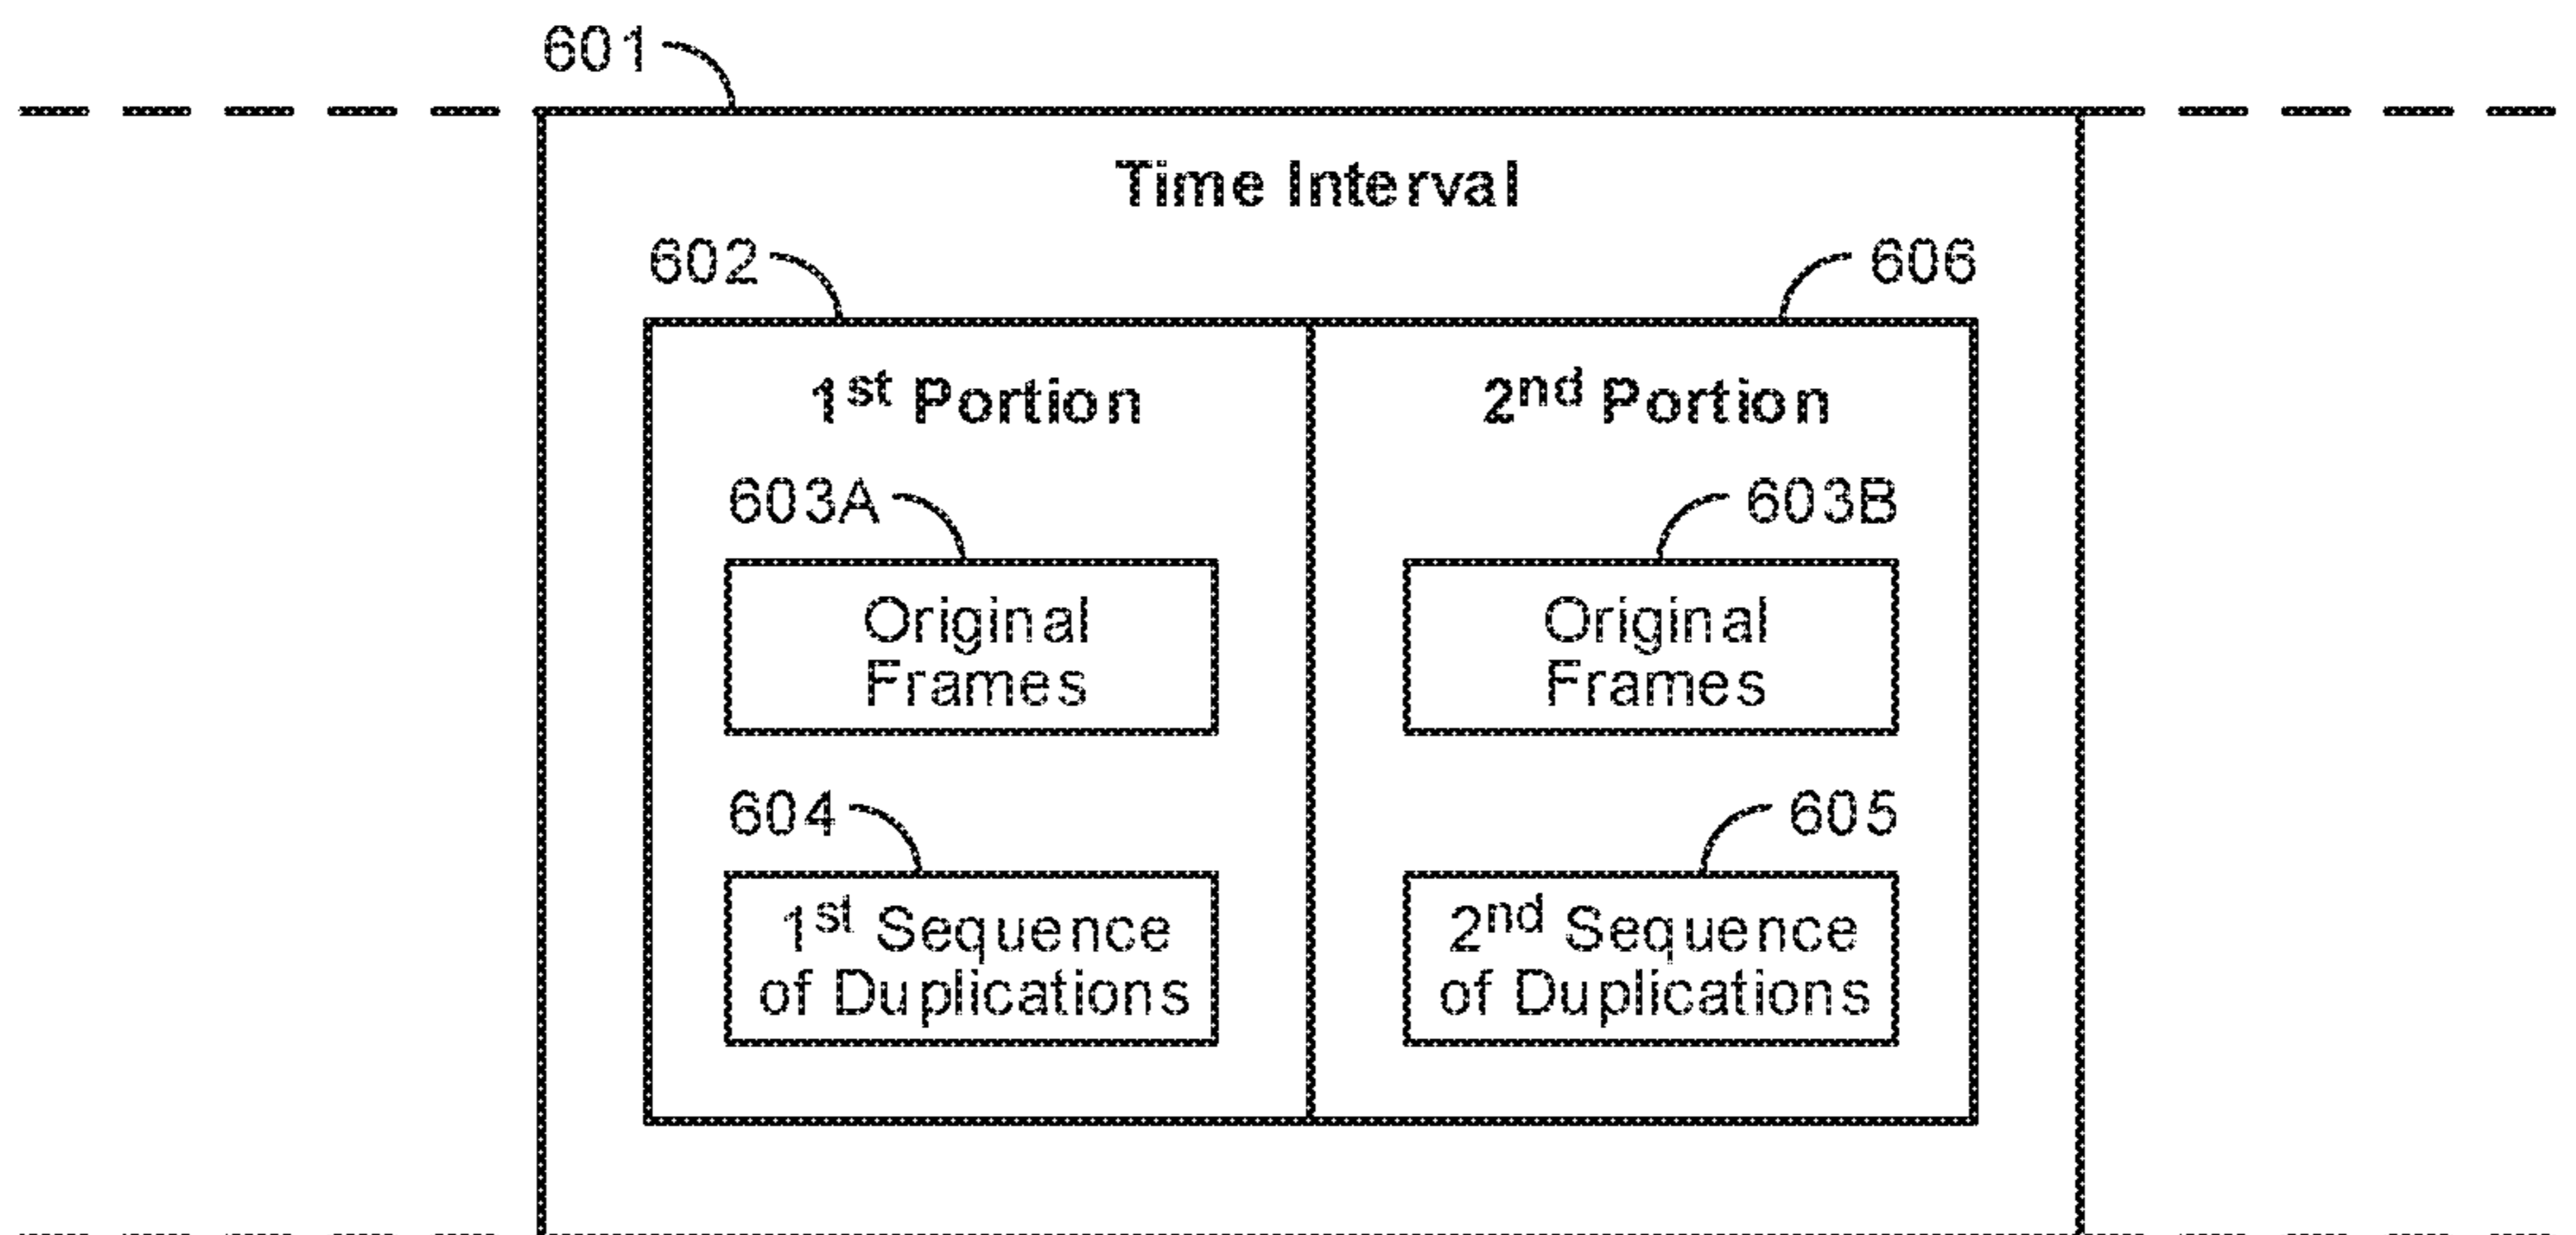 601
Time Interval
602
606
1st Portion
2nd Portion
603A
603B
Original
Frames
Original
Frames
604
605
1st Sequence
of Duplications
2nd Sequence
of Duplications